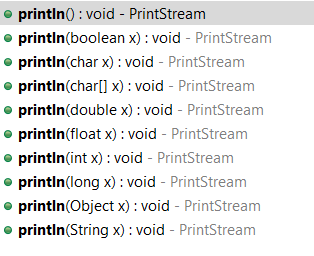 println() : void - PrintStream
println(boolean x) : void - PrintStream
println(char x) : void - PrintStream
println(char[] x) : void - PrintStream
println(double x) : void - PrintStream
println(float x) : void - PrintStream
println(int x) : void - PrintStream
println(long x) : void - PrintStream
println(Object x) : void - PrintStream
println(String x) : void - PrintStream